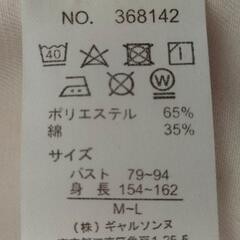 NO. 368142
40
W
ポリエステル 65%
綿 35%
サイズ
バスト 79~94
身 長 154~162
M~L
(株)ギャルソンヌ